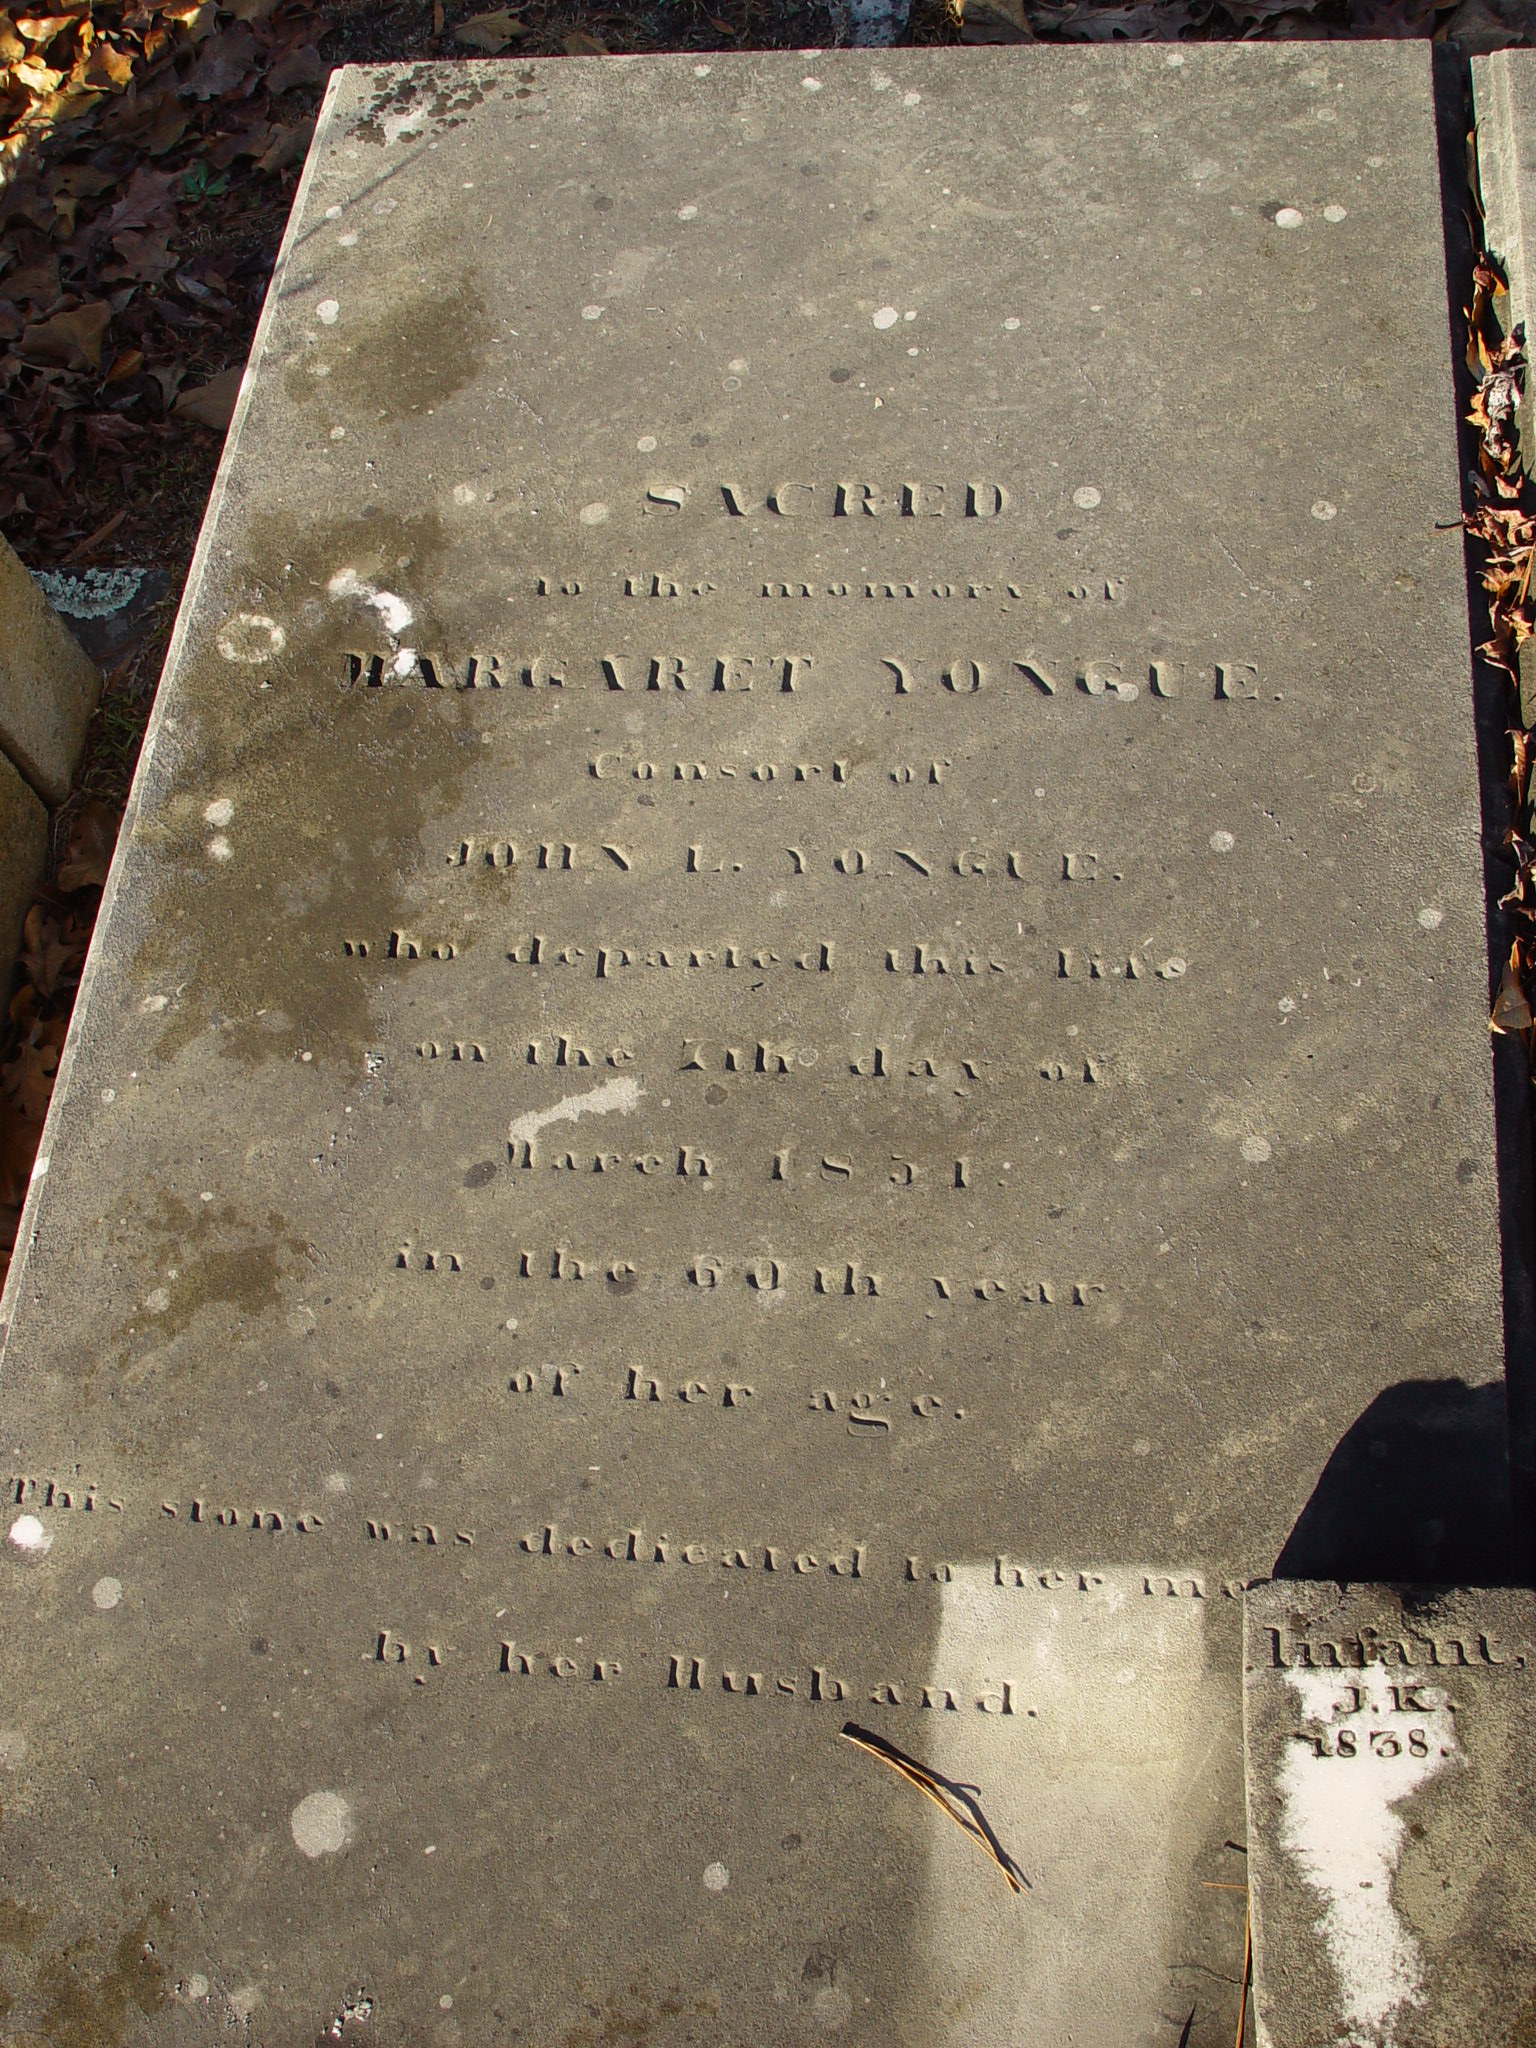 SACRED
to the memory of
MARGARET YONGUE.
Consort of
JOHN L. YONGUE.
who departed this life
on the 7th day of
March 1851.
in the 60th year
of her age.
This stone was dedicated to her
by her Husband.
Infant,
J.K.
1838.